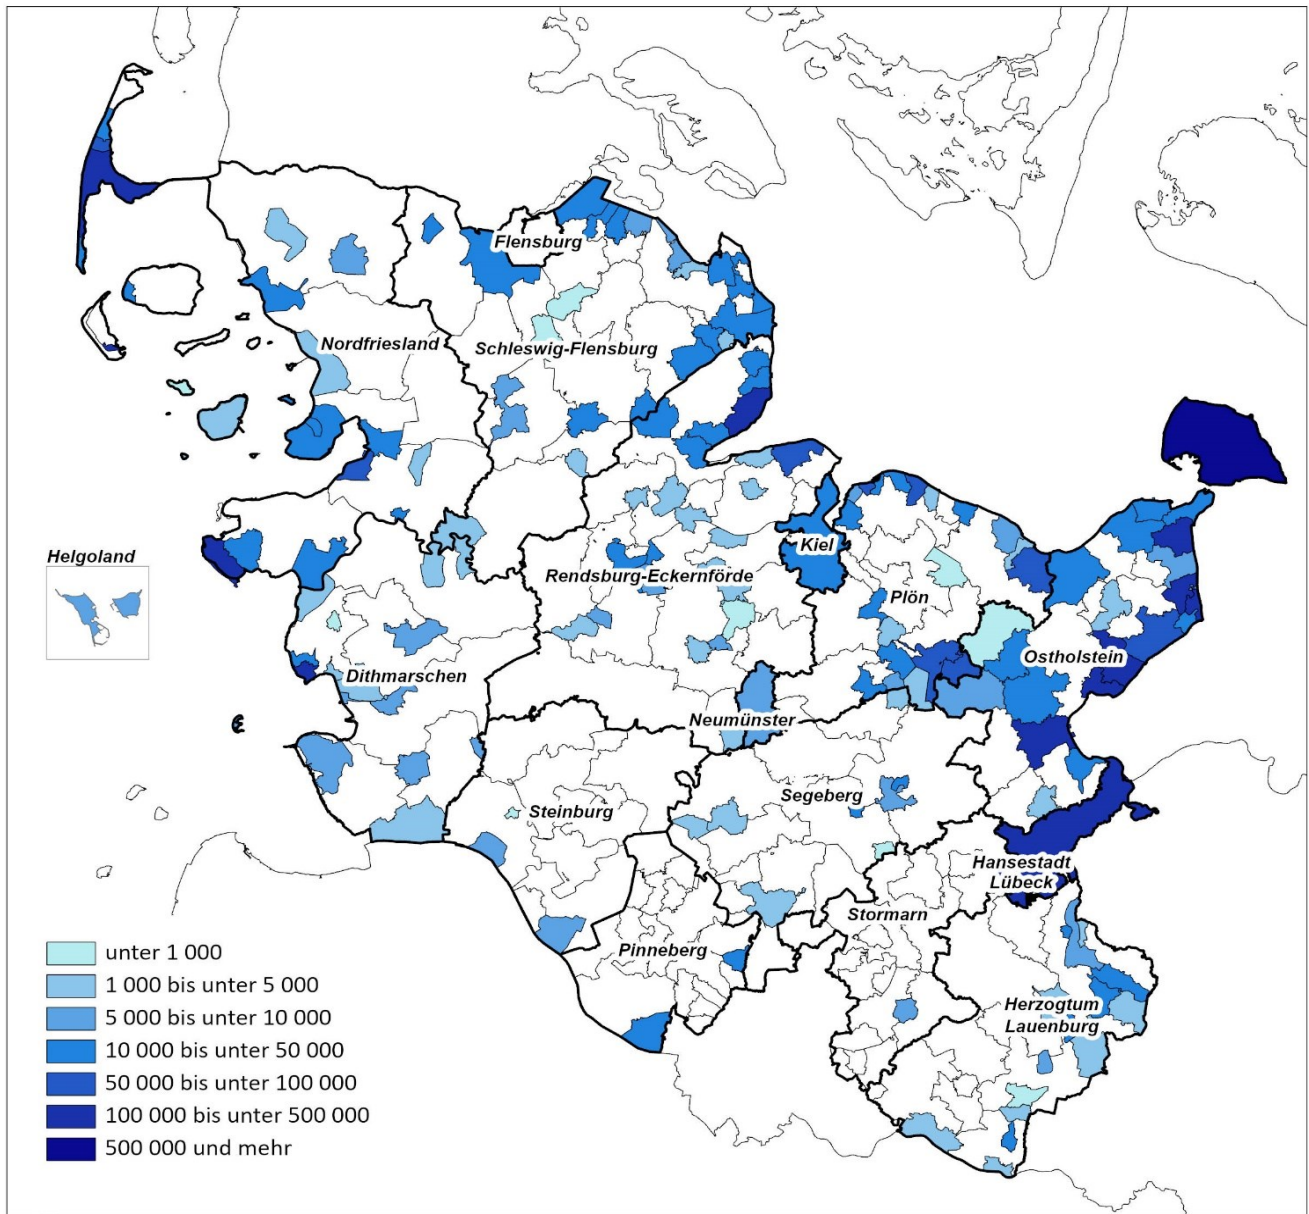 Flensburg
Nordfriesland
Schleswig-Flensburg
Helgoland
Kiel
Rendsburg-Eckernförde
Plön
Ostholstein
Dithmarschen
Neumünster
Segeberg
Steinburg
Hansestadt
Lübeck
Stormarn
Pinneberg
Herzogtum
Lauenburg
unter 1 000
1 000 bis unter 5 000
5 000 bis unter 10 000
10 000 bis unter 50 000
50 000 bis unter 100 000
100 000 bis unter 500 000
500 000 und mehr